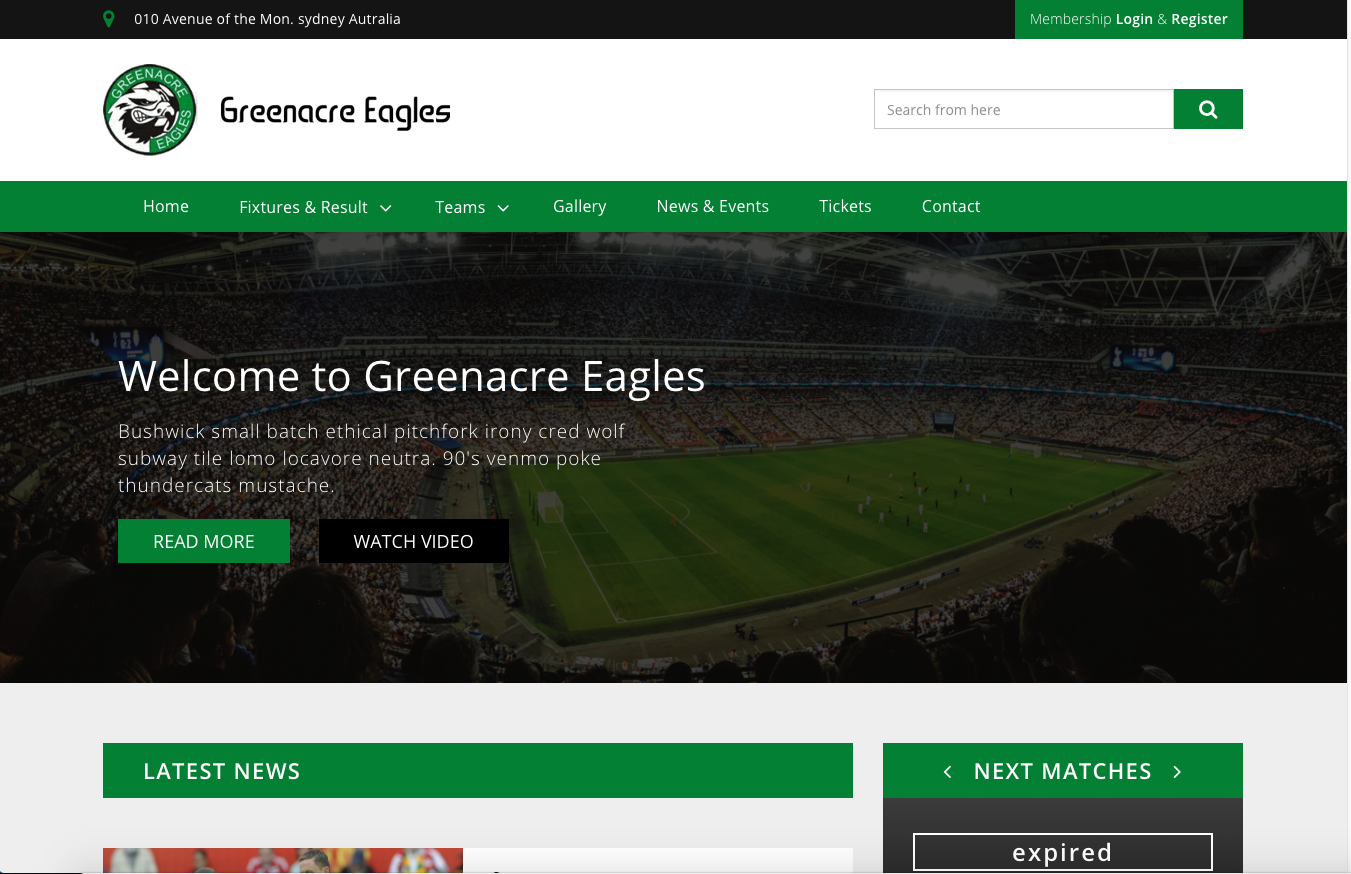 010 Avenue of the Mon. sydney Autralia
Membership Login & Register
GREENACRE
EAGLES
Greenacre Eagles
Search from here
Home
Fixtures & Result
Teams
Gallery
News & Events
Tickets
Contact
Welcome to Greenacre Eagles
Bushwick small batch ethical pitchfork irony cred wolf
subway tile lomo locavore neutra. 90's venmo poke
thundercats mustache.
READ MORE
WATCH VIDEO
LATEST NEWS
NEXT MATCHES
expired